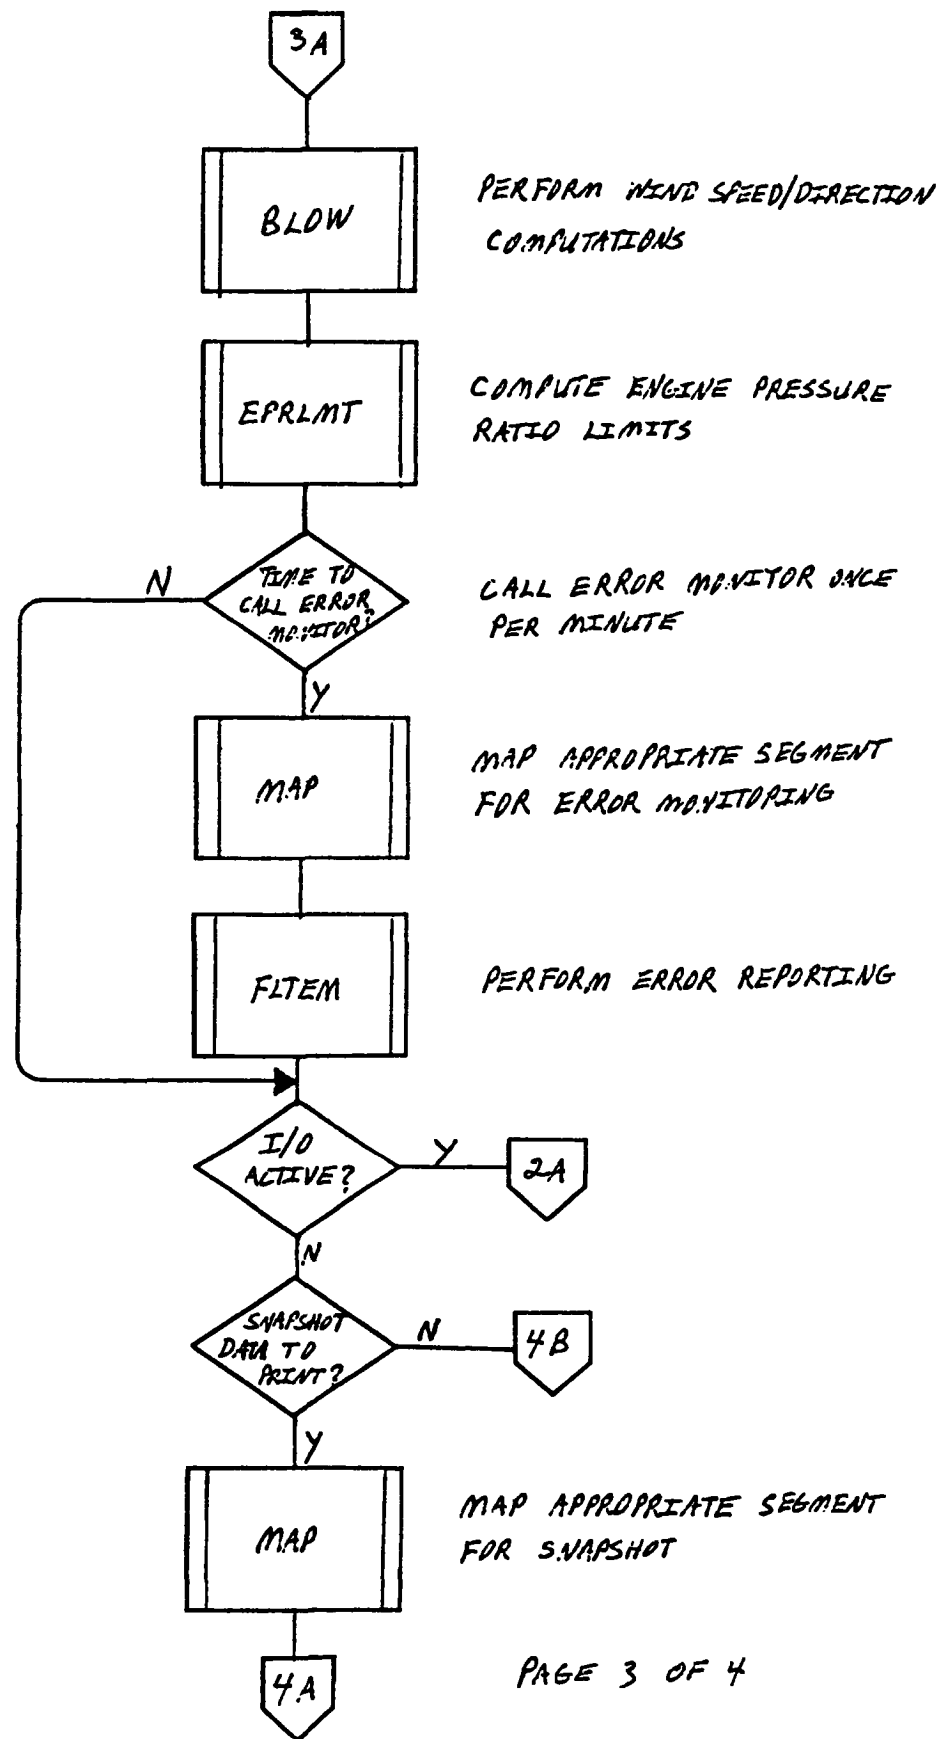 3A
BLOW
PERFORM WIND SPEED/DIRECTION
COMPUTATIONS
EPRLMT
COMPUTE ENGINE PRESSURE
RATIO LIMITS
TIME TO
CALL ERROR
MONITOR?
N
CALL ERROR MONITOR ONCE
PER MINUTE
Y
MAP
MAP APPROPRIATE SEGMENT
FOR ERROR MONITORING
FLTEM
PERFORM ERROR REPORTING
I/O
ACTIVE?
Y
2A
N
SNAPSHOT
DATA TO
PRINT?
N
4B
Y
MAP
MAP APPROPRIATE SEGMENT
FOR SNAPSHOT
4A
PAGE 3 OF 4